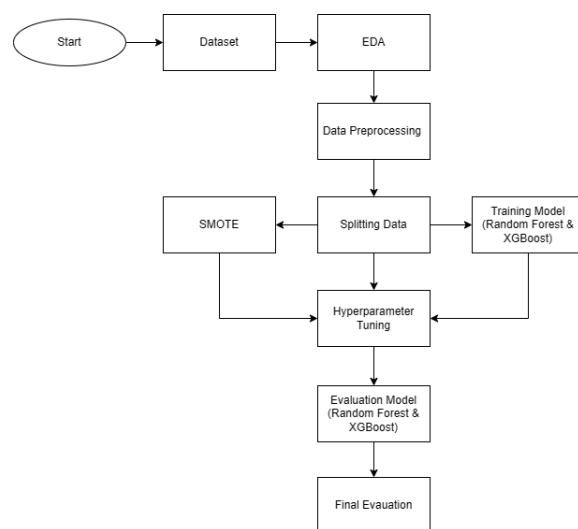 Start
Dataset
EDA
Data Preprocessing
SMOTE
Splitting Data
Training Model
(Random Forest &
XGBoost)
Hyperparameter
Tuning
Evaluation Model
(Random Forest &
XGBoost)
Final Evauation